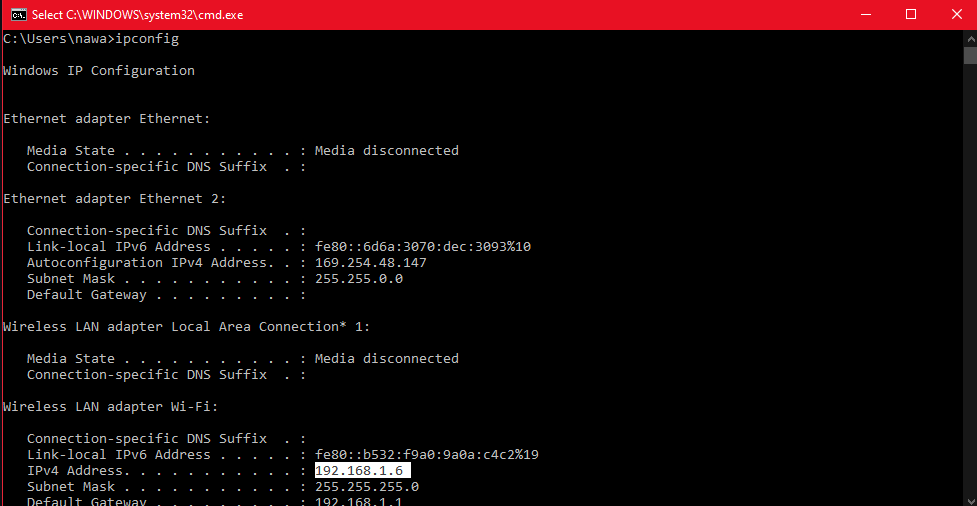 Select C:\WINDOWS\system32\cmd.exe
C:\Users\nawa>ipconfig
Windows IP Configuration
Ethernet adapter Ethernet:
Media State . . . . . . . . . . . : Media disconnected
Connection-specific DNS Suffix  . :
Ethernet adapter Ethernet 2:
Connection-specific DNS Suffix  . :
Link-local IPv6 Address . . . . . : fe80::6d6a:3070:dec:3093%10
Autoconfiguration IPv4 Address. . : 169.254.48.147
Subnet Mask . . . . . . . . . . . : 255.255.0.0
Default Gateway . . . . . . . . . :
Wireless LAN adapter Local Area Connection* 1:
Media State . . . . . . . . . . . : Media disconnected
Connection-specific DNS Suffix  . :
Wireless LAN adapter Wi-Fi:
Connection-specific DNS Suffix  . :
Link-local IPv6 Address . . . . . : fe80::b532:f9a0:9a0a:c4c2%19
IPv4 Address. . . . . . . . . . . : 192.168.1.6
Subnet Mask . . . . . . . . . . . : 255.255.255.0
Default Gateway . . . . . . . . . : 192.168.1.1